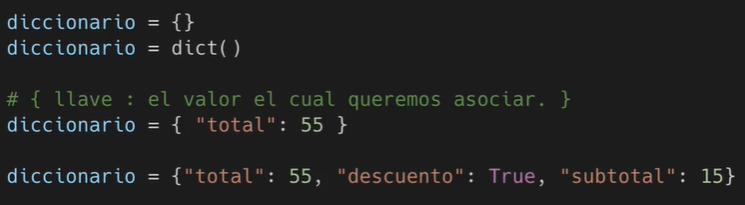 diccionario = {}
diccionario = dict()
# { llave : el valor el cual queremos asociar. }
diccionario = { "total": 55 }
diccionario = {"total": 55, "descuento": True, "subtotal": 15}